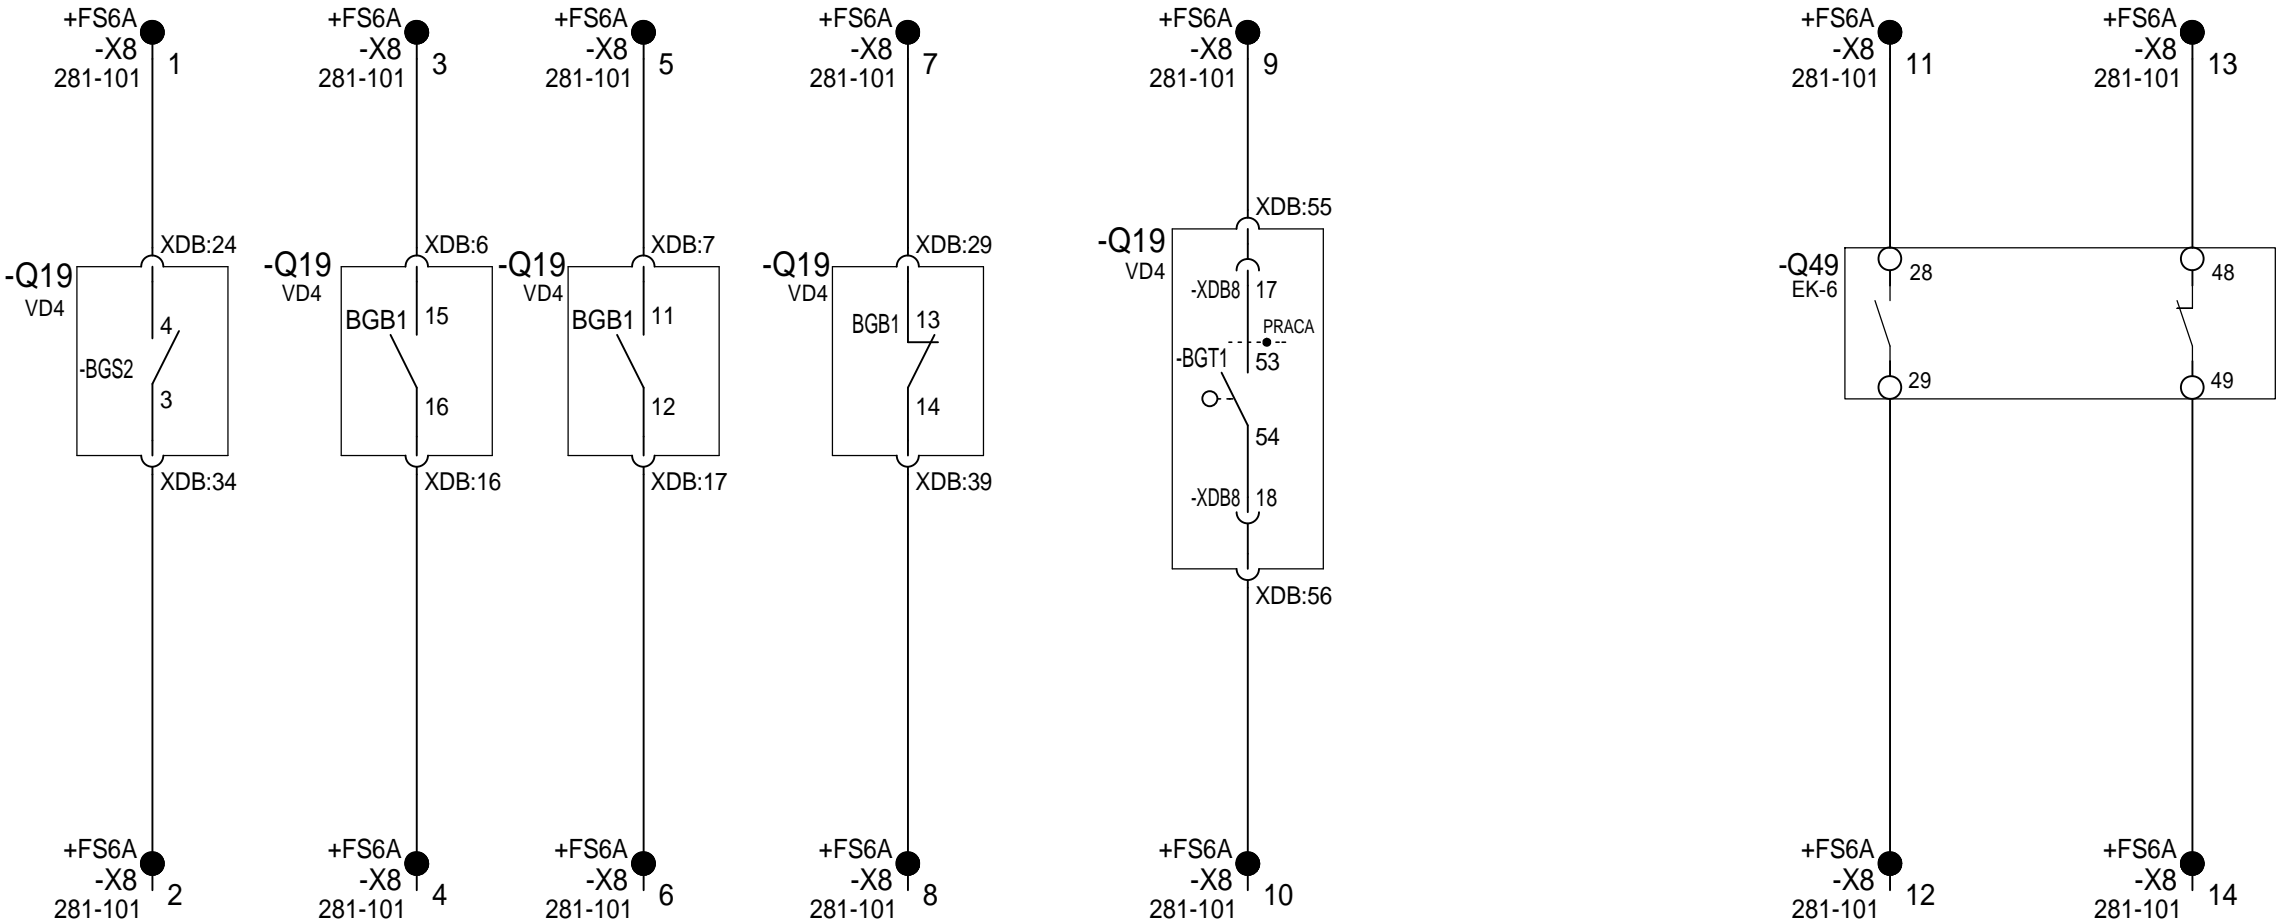 +FS6A
-X8
281-101
1
+FS6A
-X8
281-101
3
+FS6A
-X8
281-101
5
+FS6A
-X8
281-101
7
+FS6A
-X8
281-101
9
+FS6A
-X8
281-101
11
+FS6A
-X8
281-101
13
XDB:24
-Q19
VD4
4
-BGS2
3
XDB:34
XDB:6
-Q19
VD4
BGB1
15
16
XDB:16
XDB:7
-Q19
VD4
BGB1
11
12
XDB:17
XDB:29
-Q19
VD4
BGB1
13
14
XDB:39
XDB:55
-Q19
VD4
-XDB8
17
PRACA
-BGT1
53
54
-XDB8
18
XDB:56
-Q49
EK-6
28
29
48
49
+FS6A
-X8
281-101
2
+FS6A
-X8
281-101
4
+FS6A
-X8
281-101
6
+FS6A
-X8
281-101
8
+FS6A
-X8
281-101
10
+FS6A
-X8
281-101
12
+FS6A
-X8
281-101
14